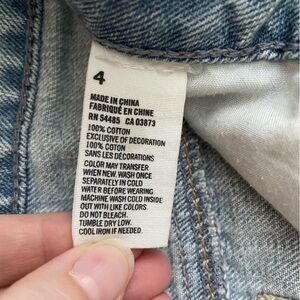 4
MADE IN CHINA
FABRIQUÉ EN CHINE
RN 54485 CA 03873
100% COTTON
EXCLUSIVE OF DECORATION
100% COTON
SANS LES DÉCORATIONS
COLOR MAY TRANSFER
WHEN NEW. WASH ONCE
SEPARATELY IN COLD
WATER BEFORE WEARING.
MACHINE WASH COLD INSIDE
OUT WITH LIKE COLORS.
DO NOT BLEACH.
TUMBLE DRY LOW.
COOL IRON IF NEEDED.